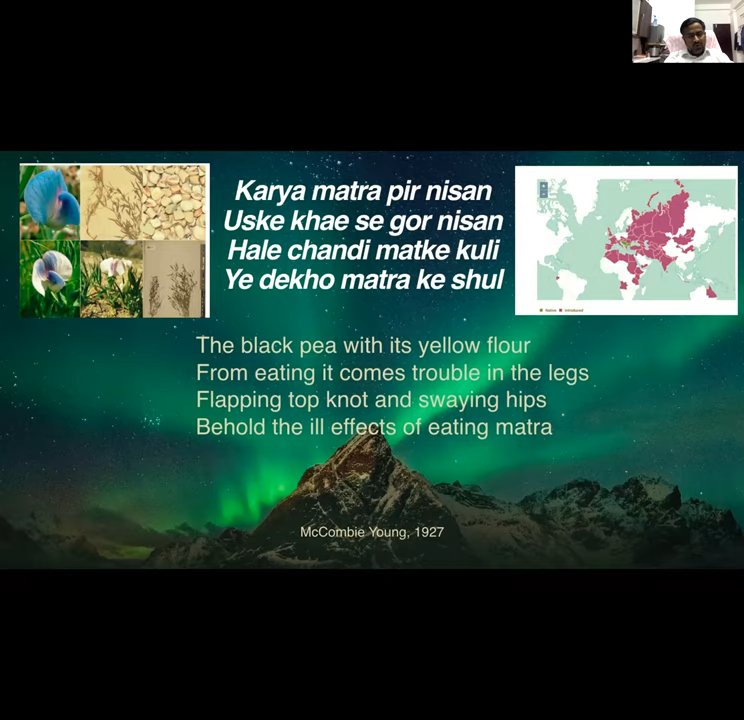 Karya matra pir nisan
Uske khae se gor nisan
Hale chandi matke kuli
Ye dekho matra ke shul
Native Introduced
The black pea with its yellow flour
From eating it comes trouble in the legs
Flapping top knot and swaying hips
Behold the ill effects of eating matra
McCombie Young, 1927